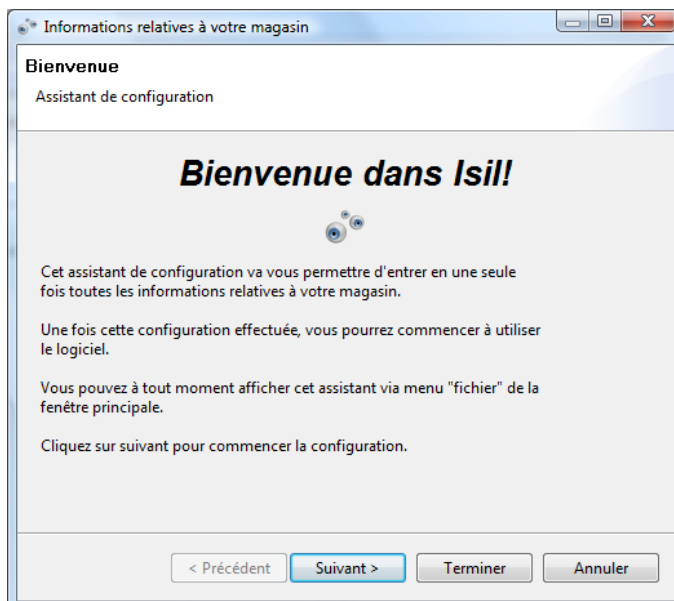 Informations relatives à votre magasin
Bienvenue
Assistant de configuration
Bienvenue dans Isil!
Cet assistant de configuration va vous permettre d'entrer en une seule
fois toutes les informations relatives à votre magasin.
Une fois cette configuration effectuée, vous pourrez commencer à utiliser
le logiciel.
Vous pouvez à tout moment afficher cet assistant via menu "fichier" de la
fenêtre principale.
Cliquez sur suivant pour commencer la configuration.
< Précédent Suivant > Terminer Annuler